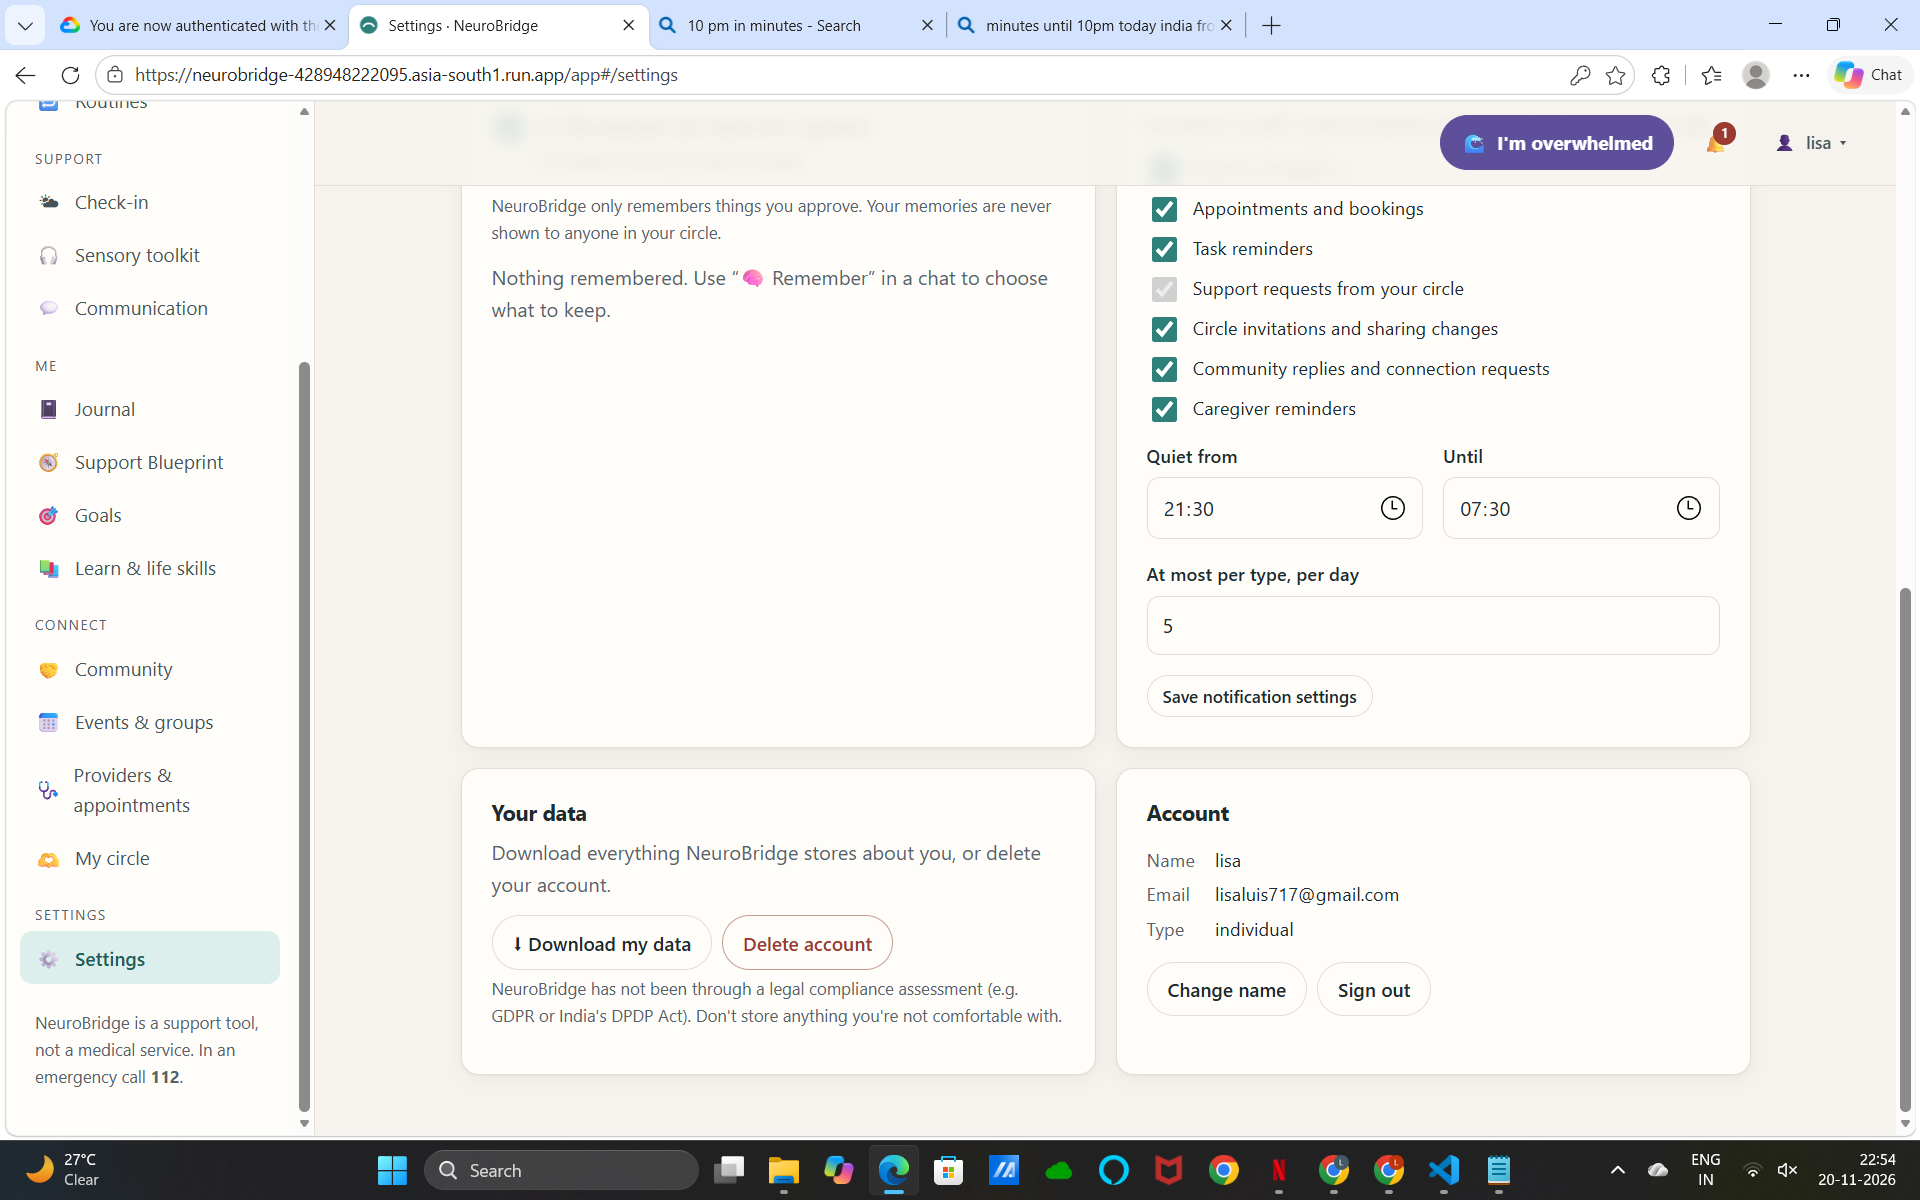 You are now authenticated with the
Settings · NeuroBridge
10 pm in minutes - Search
minutes until 10pm today india fro
https://neurobridge-428948222095.asia-south1.run.app/app#/settings
Chat
Routines
SUPPORT
Check-in
Sensory toolkit
Communication
ME
Journal
Support Blueprint
Goals
Learn & life skills
CONNECT
Community
Events & groups
Providers &
appointments
My circle
SETTINGS
Settings
NeuroBridge is a support tool,
not a medical service. In an
emergency call 112.
I'm overwhelmed
1
lisa
NeuroBridge only remembers things you approve. Your memories are never
shown to anyone in your circle.
Nothing remembered. Use “🧠 Remember” in a chat to choose
what to keep.
Appointments and bookings
Task reminders
Support requests from your circle
Circle invitations and sharing changes
Community replies and connection requests
Caregiver reminders
Quiet from
Until
21:30
07:30
At most per type, per day
5
Save notification settings
Your data
Download everything NeuroBridge stores about you, or delete
your account.
⬇ Download my data
Delete account
NeuroBridge has not been through a legal compliance assessment (e.g.
GDPR or India's DPDP Act). Don't store anything you're not comfortable with.
Account
Name lisa
Email lisaluis717@gmail.com
Type individual
Change name
Sign out
27°C
Clear
Search
ENG
IN
22:54
20-11-2026